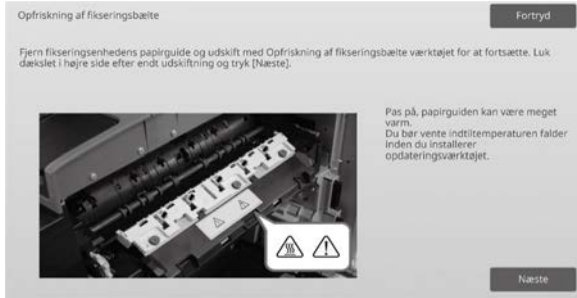 Opfriskning af fikseringsbælte
Fortryd
Fjern fikseringsenhedens papirguide og udskift med Opfriskning af fikseringsbælte værktøjet for at fortsætte. Luk
dækslet i højre side efter endt udskiftning og tryk [Næste].
Pas på, papirguiden kan være meget
varm.
Du bør vente indtiltemperaturen falder
inden du installerer
opdateringsværktøjet.
Næste